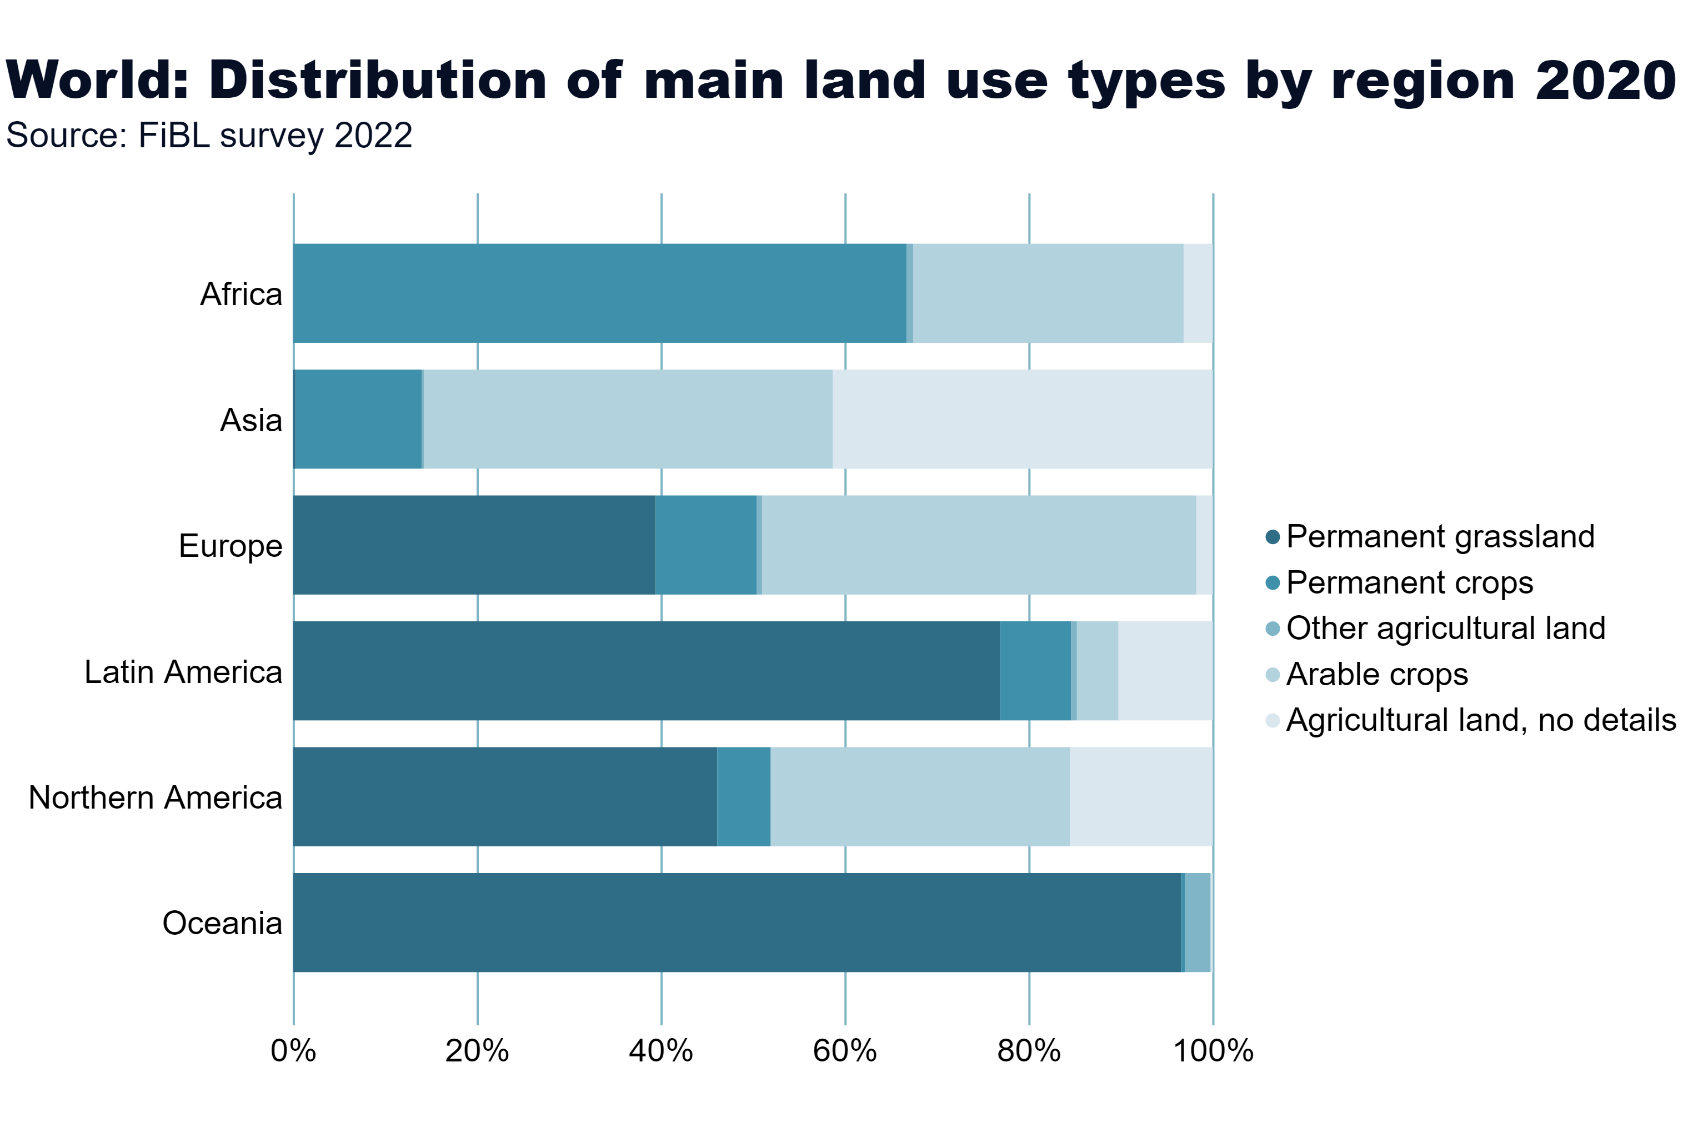 World: Distribution of main land use types by region 2020
Source: FiBL survey 2022
Africa
Asia
Europe
Latin America
Northern America
Oceania
0%
20%
40%
60%
80%
100%
Permanent grassland
Permanent crops
Other agricultural land
Arable crops
Agricultural land, no details